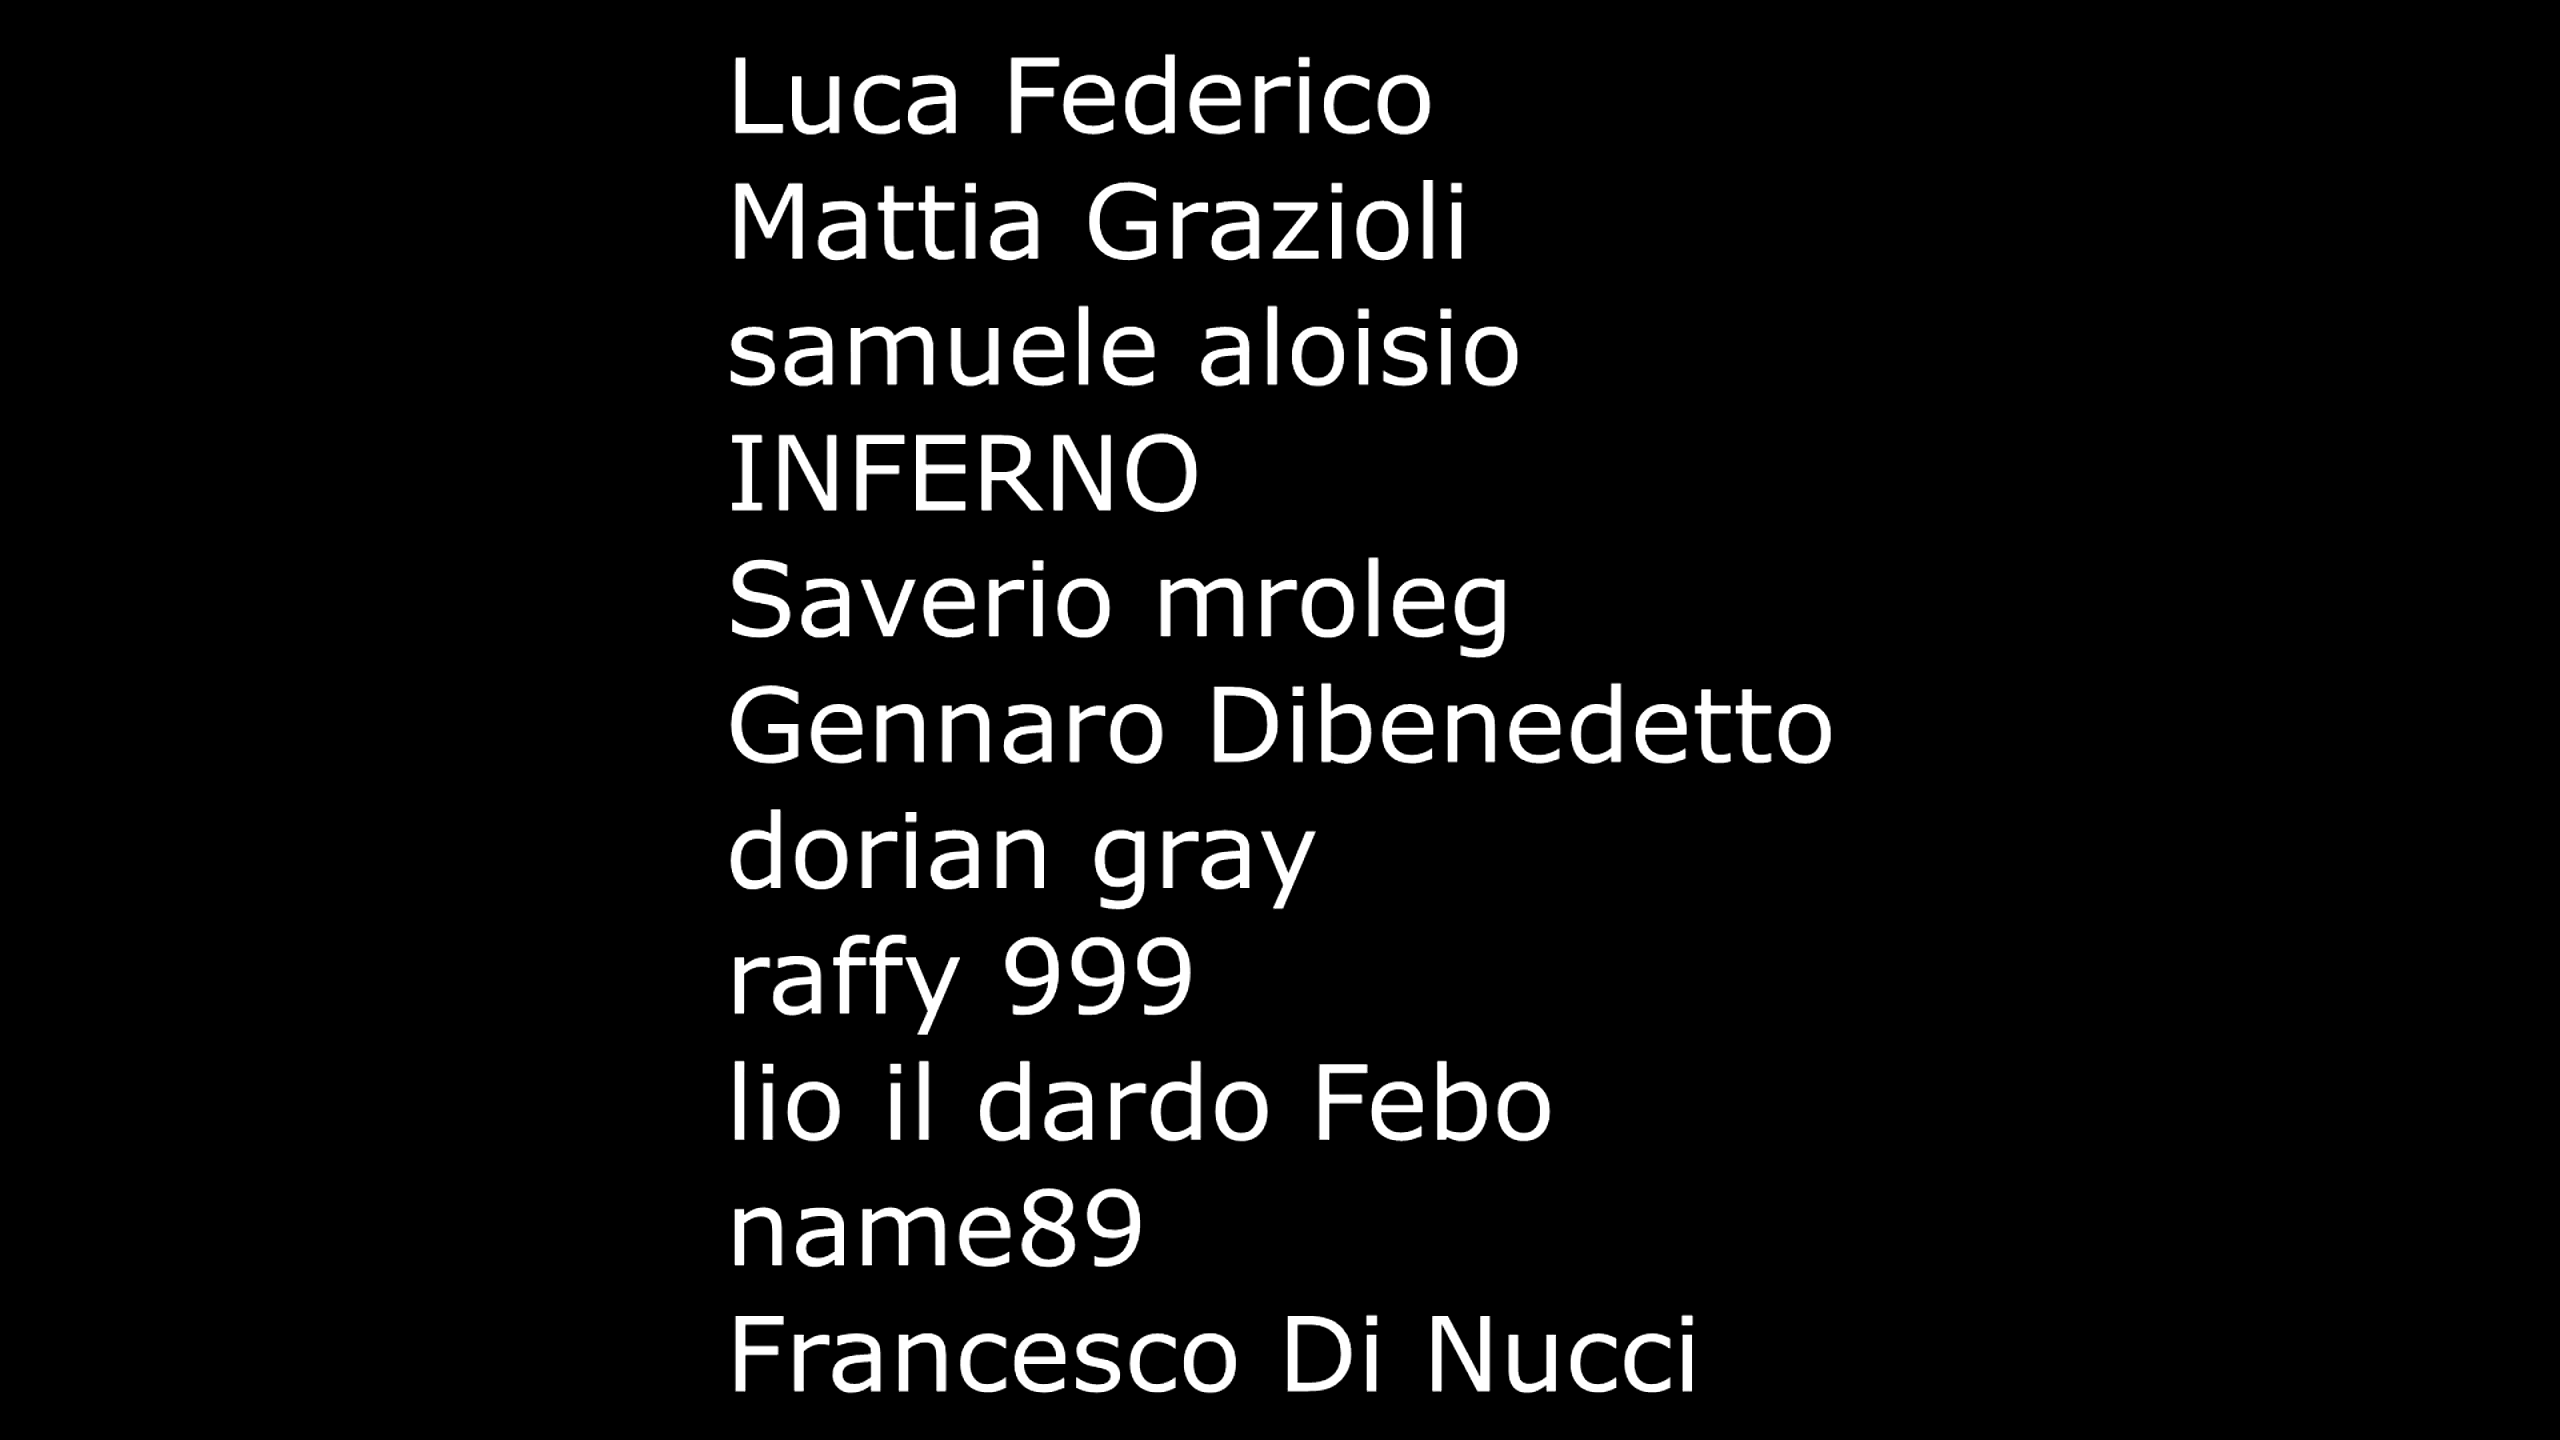 Luca Federico
Mattia Grazioli
samuele aloisio
INFERNO
Saverio mroleg
Gennaro Dibenedetto
dorian gray
raffy 999
lio il dardo Febo
name89
Francesco Di Nucci